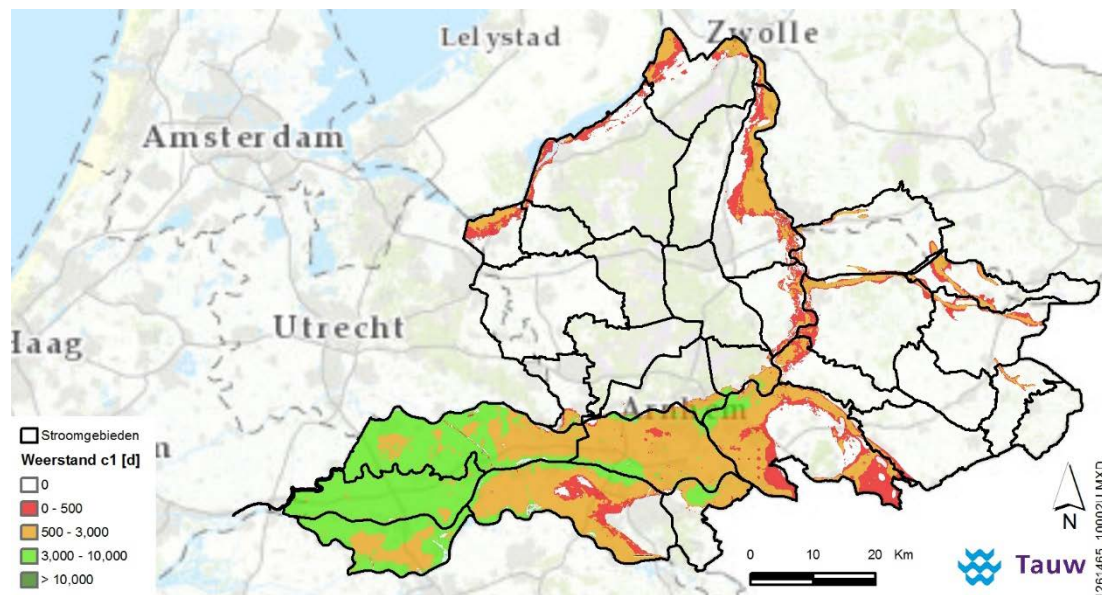 Lelystad
Zwolle
Amsterdam
Utrecht
Haag
Arnhem
n
Stroomgebieden
Weerstand c1 [d]
0
0 - 500
500 - 3,000
3,000 - 10,000
> 10,000
N
0 10 20 Km
Tauw